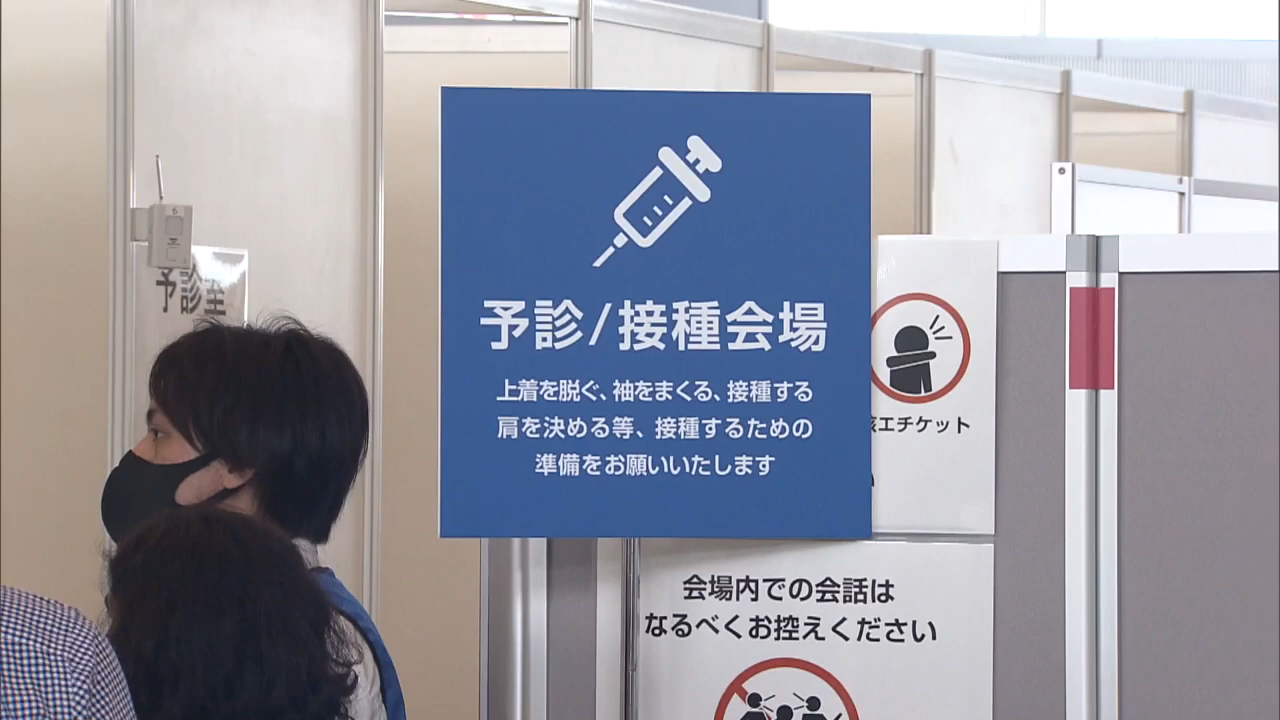 予診室
予診/接種会場
上着を脱ぐ、袖をまくる、接種する
肩を決める等、接種するための
準備をお願いいたします
エチケット
会場内での会話は
なるべくお控えください